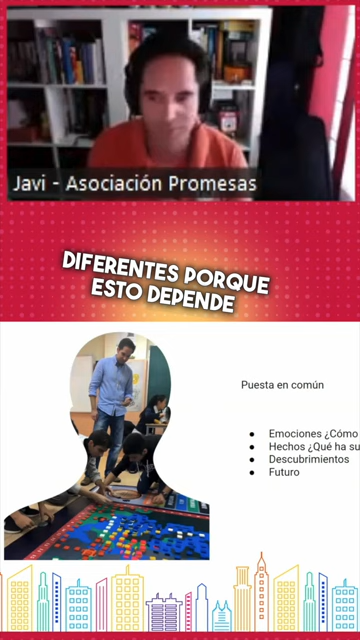 Javi - Asociación Promesas
DIFERENTES PORQUE
ESTO DEPENDE
Puesta en común
● Emociones ¿Cómo
● Hechos ¿Qué ha su
● Descubrimientos
● Futuro